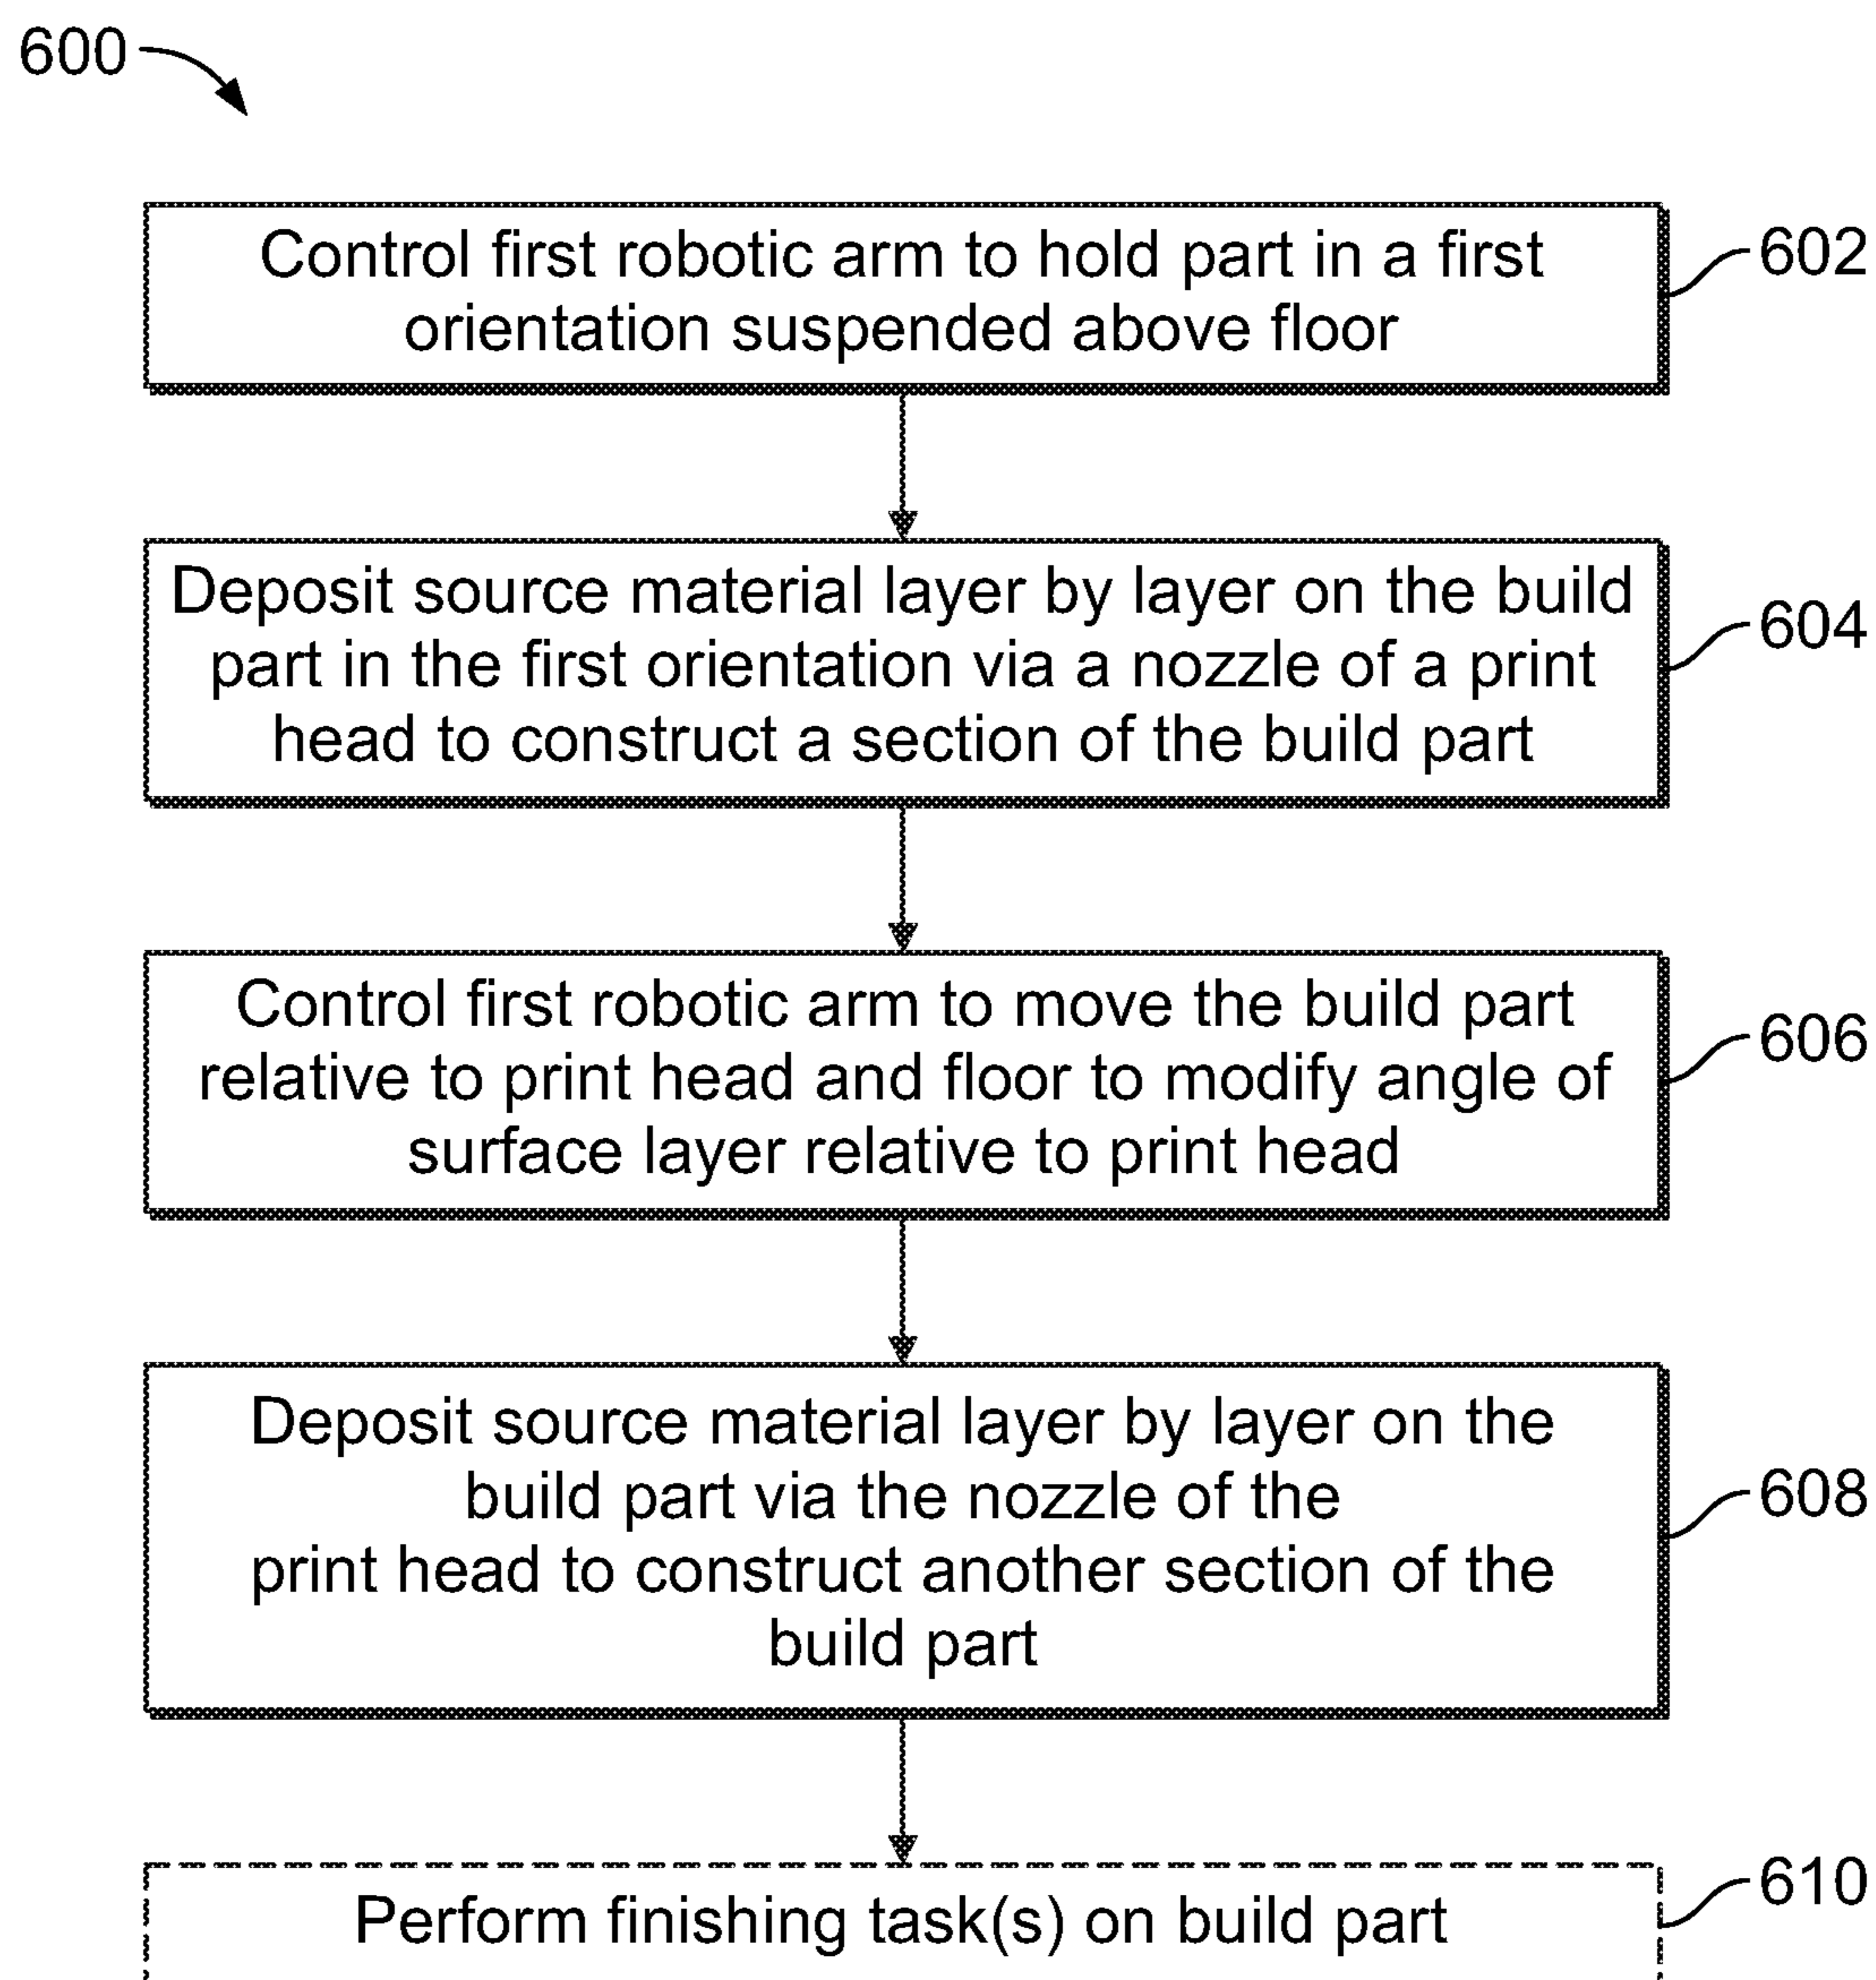 600
Control first robotic arm to hold part in a first
orientation suspended above floor
602
Deposit source material layer by layer on the build
part in the first orientation via a nozzle of a print
head to construct a section of the build part
604
Control first robotic arm to move the build part
relative to print head and floor to modify angle of
surface layer relative to print head
606
Deposit source material layer by layer on the
build part via the nozzle of the
print head to construct another section of the
build part
608
Perform finishing task(s) on build part
610